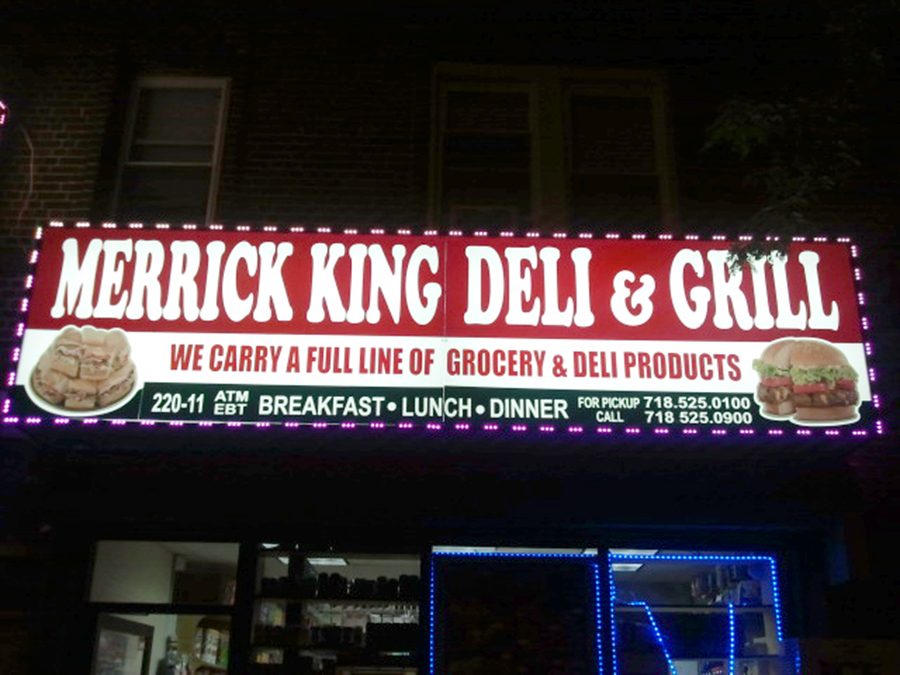 MERRICK KING DELI & GRILL
WE CARRY A FULL LINE OF GROCERY & DELI PRODUCTS
220-11 ATM EBT BREAKFAST • LUNCH • DINNER
FOR PICKUP 718.525.0100
CALL 718 525.0900